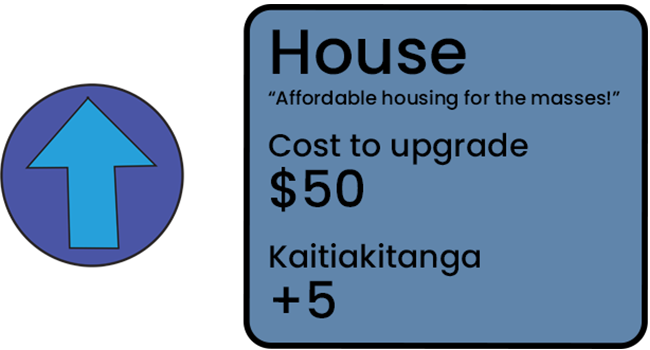 House
“Affordable housing for the masses!”
Cost to upgrade
$50
Kaitiakitanga
+5